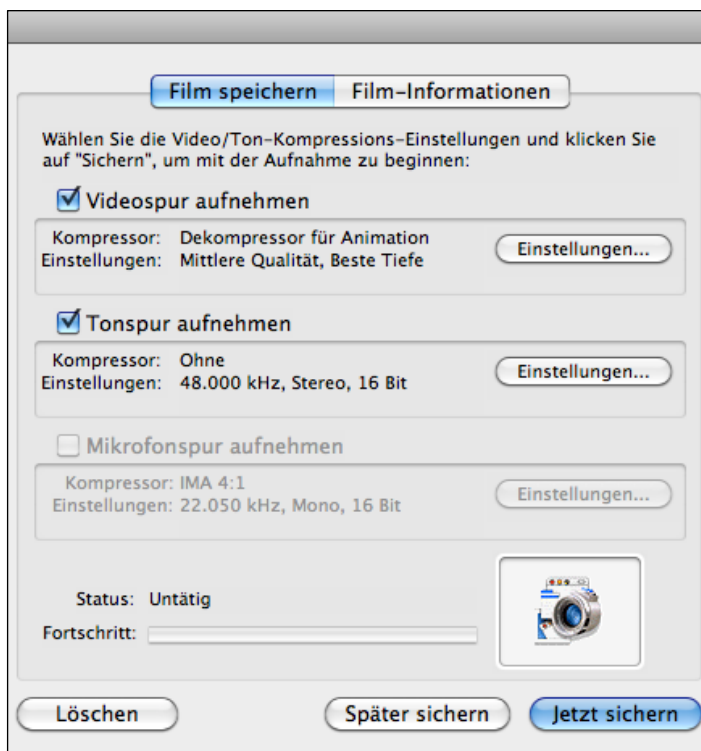 Film speichern Film-Informationen
Wählen Sie die Video/Ton-Kompressions-Einstellungen und klicken Sie
auf "Sichern", um mit der Aufnahme zu beginnen:
Videospur aufnehmen
Kompressor: Dekompressor für Animation
Einstellungen: Mittlere Qualität, Beste Tiefe
Einstellungen...
Tonspur aufnehmen
Kompressor: Ohne
Einstellungen: 48.000 kHz, Stereo, 16 Bit
Einstellungen...
Mikrofonspur aufnehmen
Kompressor: IMA 4:1
Einstellungen: 22.050 kHz, Mono, 16 Bit
Einstellungen...
Status: Untätig
Fortschritt:
Löschen Später sichern Jetzt sichern